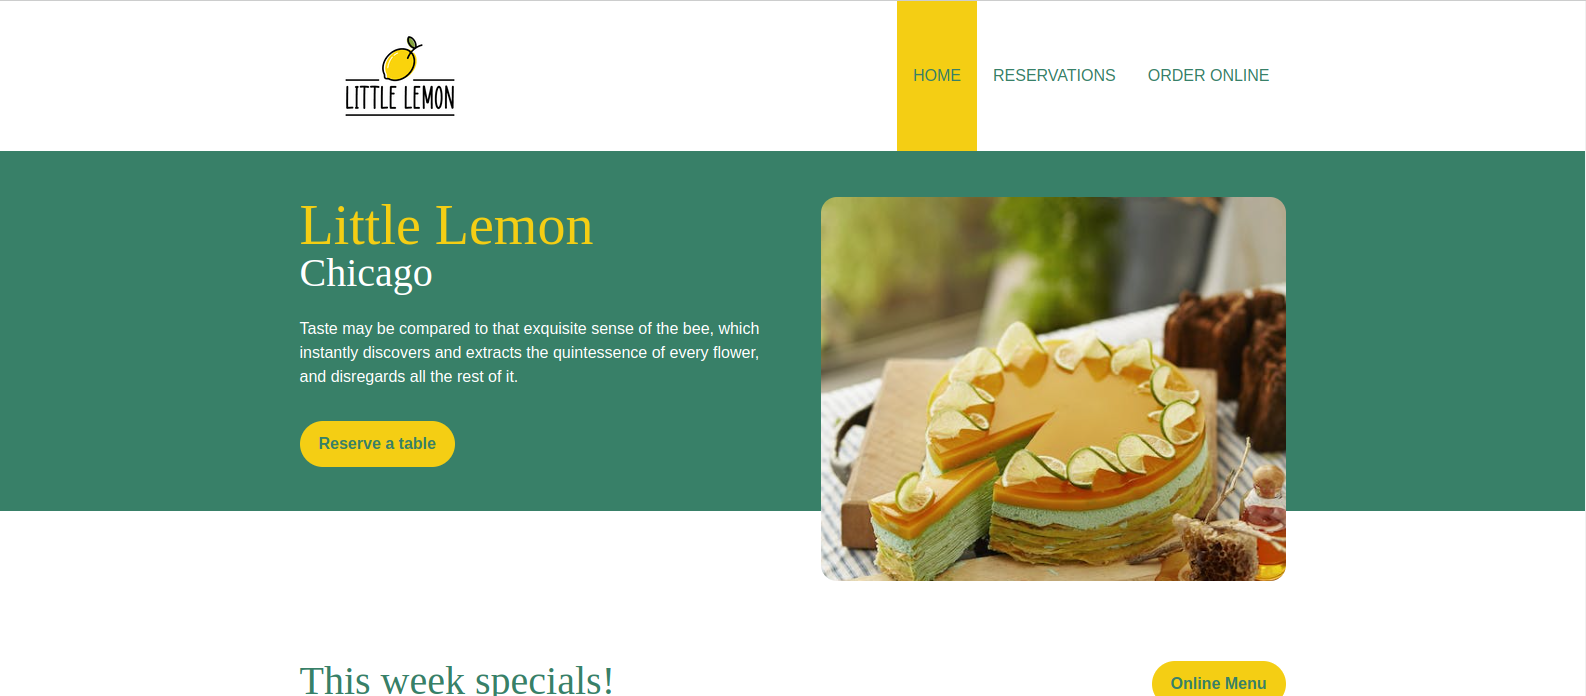 LITTLE LEMON
HOME
RESERVATIONS
ORDER ONLINE
Little Lemon
Chicago
Taste may be compared to that exquisite sense of the bee, which
instantly discovers and extracts the quintessence of every flower,
and disregards all the rest of it.
Reserve a table
This week specials!
Online Menu